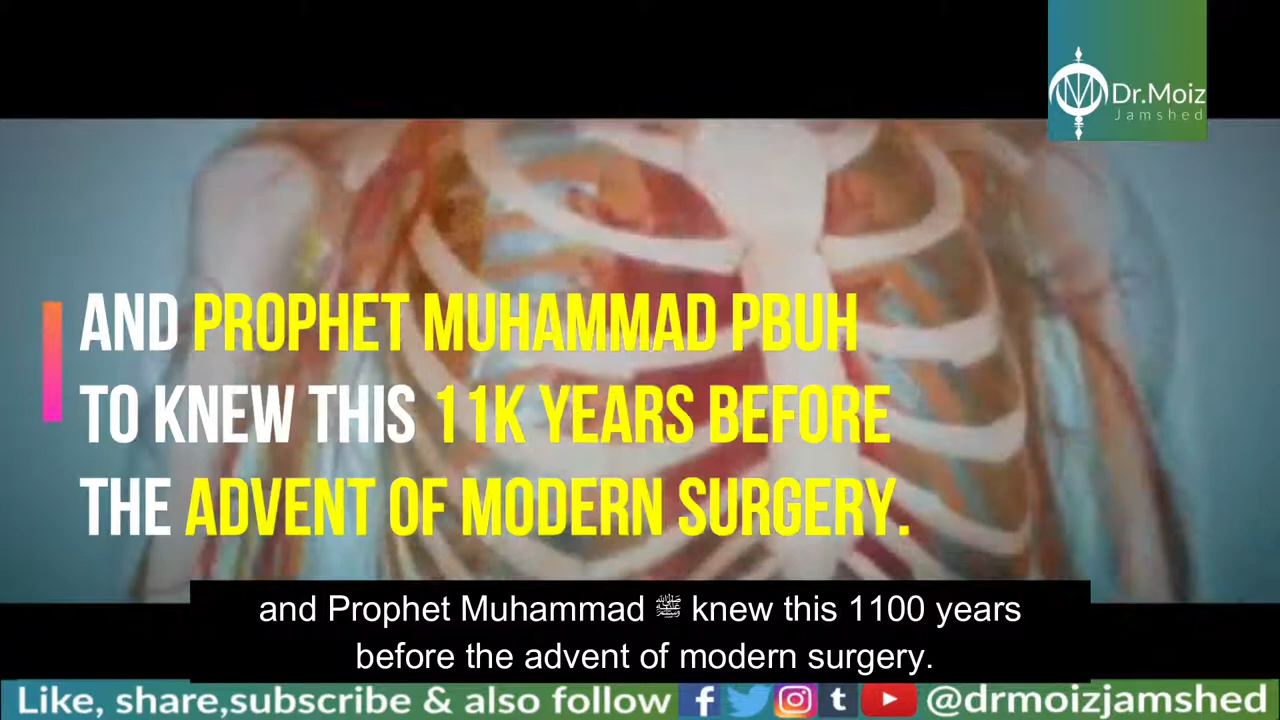 Dr.Moiz
Jamshed
AND PROPHET MUHAMMAD PBUH
TO KNEW THIS 11K YEARS BEFORE
THE ADVENT OF MODERN SURGERY.
and Prophet Muhammad ﷺ knew this 1100 years
before the advent of modern surgery.
Like, share,subscribe & also follow @drmoizjamshed